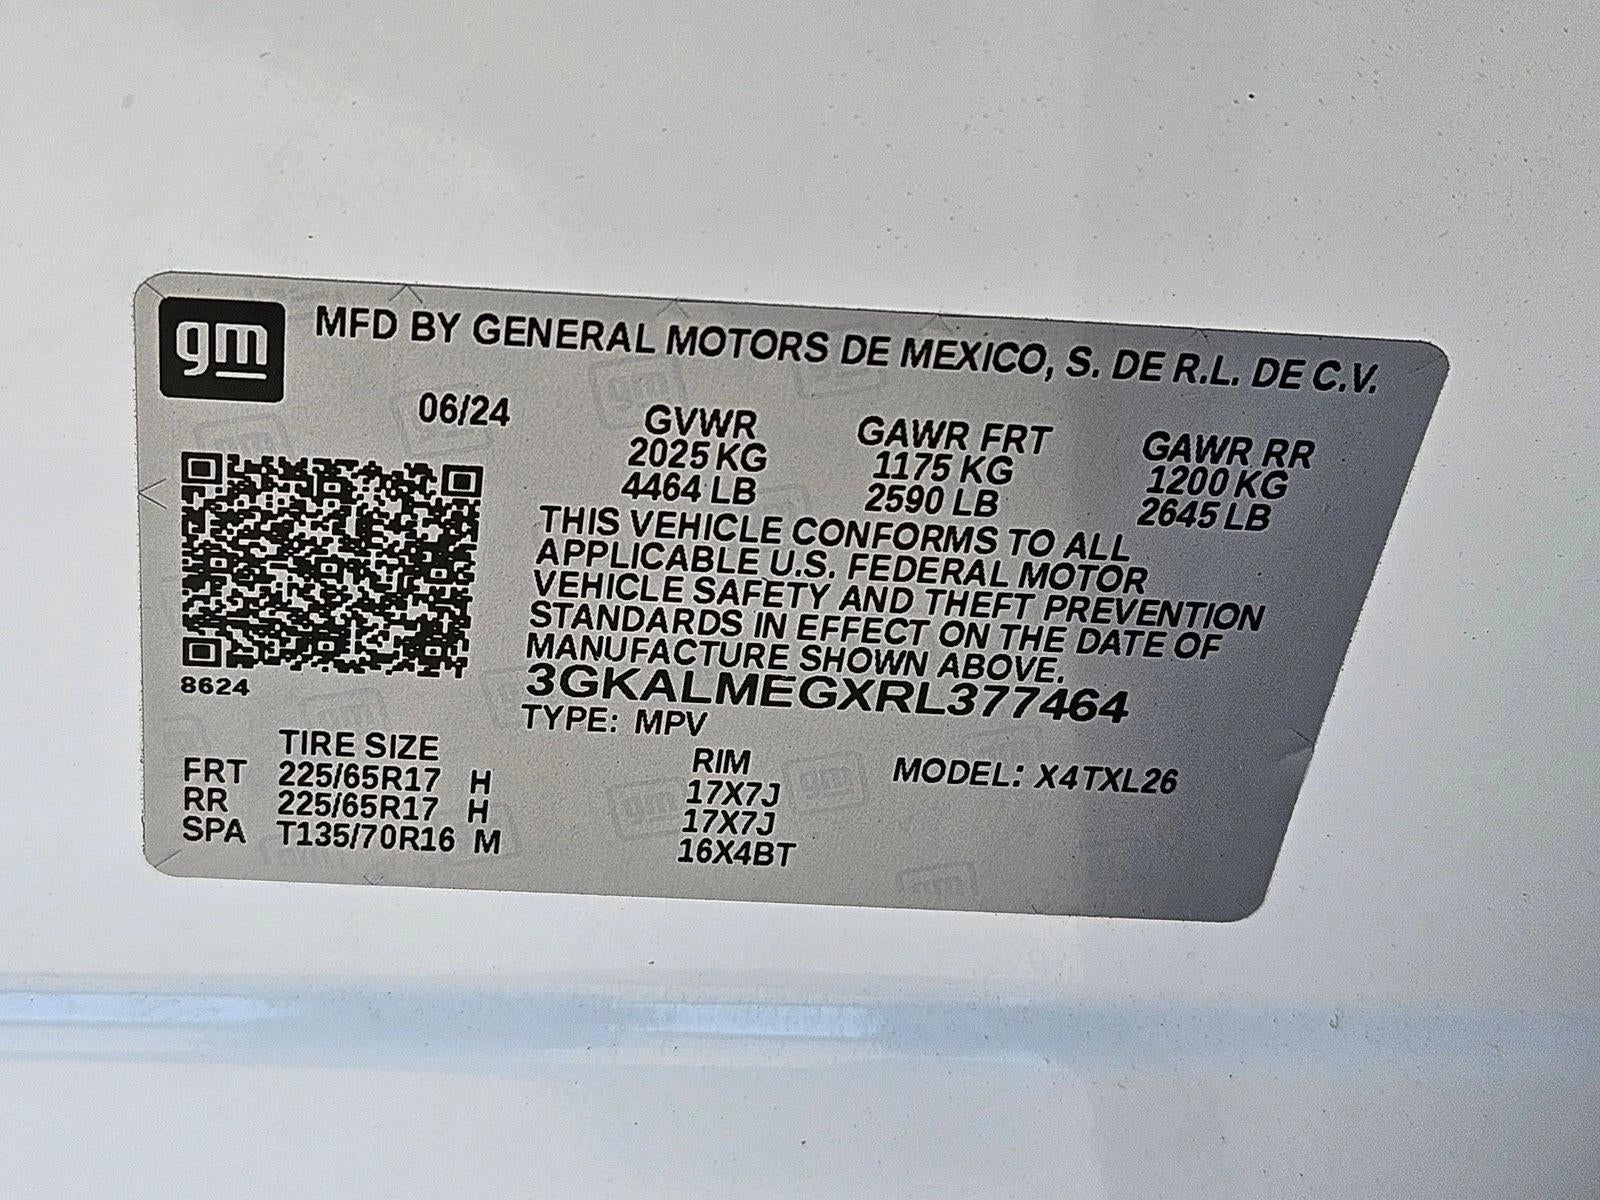 gm
MFD BY GENERAL MOTORS DE MEXICO, S. DE R.L. DE C.V.
06/24
GVWR GAWR FRT GAWR RR
2025 KG 1175 KG 1200 KG
4464 LB 2590 LB 2645 LB
THIS VEHICLE CONFORMS TO ALL
APPLICABLE U.S. FEDERAL MOTOR
VEHICLE SAFETY AND THEFT PREVENTION
STANDARDS IN EFFECT ON THE DATE OF
MANUFACTURE SHOWN ABOVE.
8624
3GKALMEGXRL377464
TYPE: MPV
TIRE SIZE RIM MODEL: X4TXL26
FRT 225/65R17 H 17X7J
RR 225/65R17 H 17X7J
SPA T135/70R16 M 16X4BT